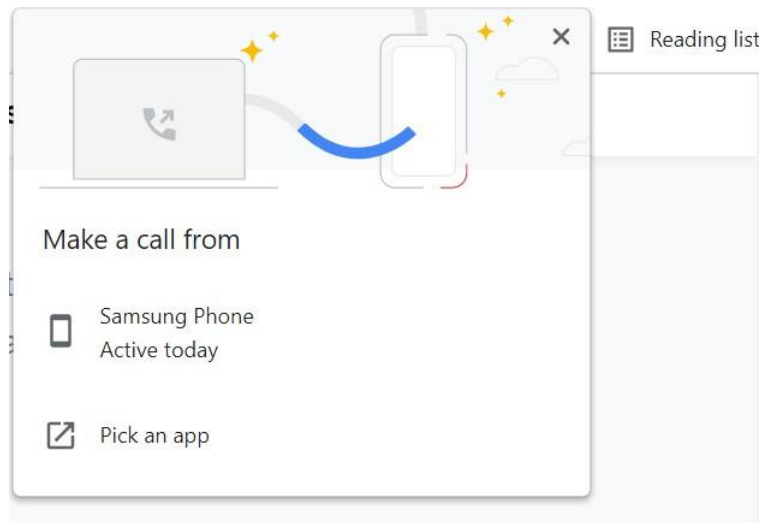 Reading list
Make a call from
Samsung Phone
Active today
Pick an app